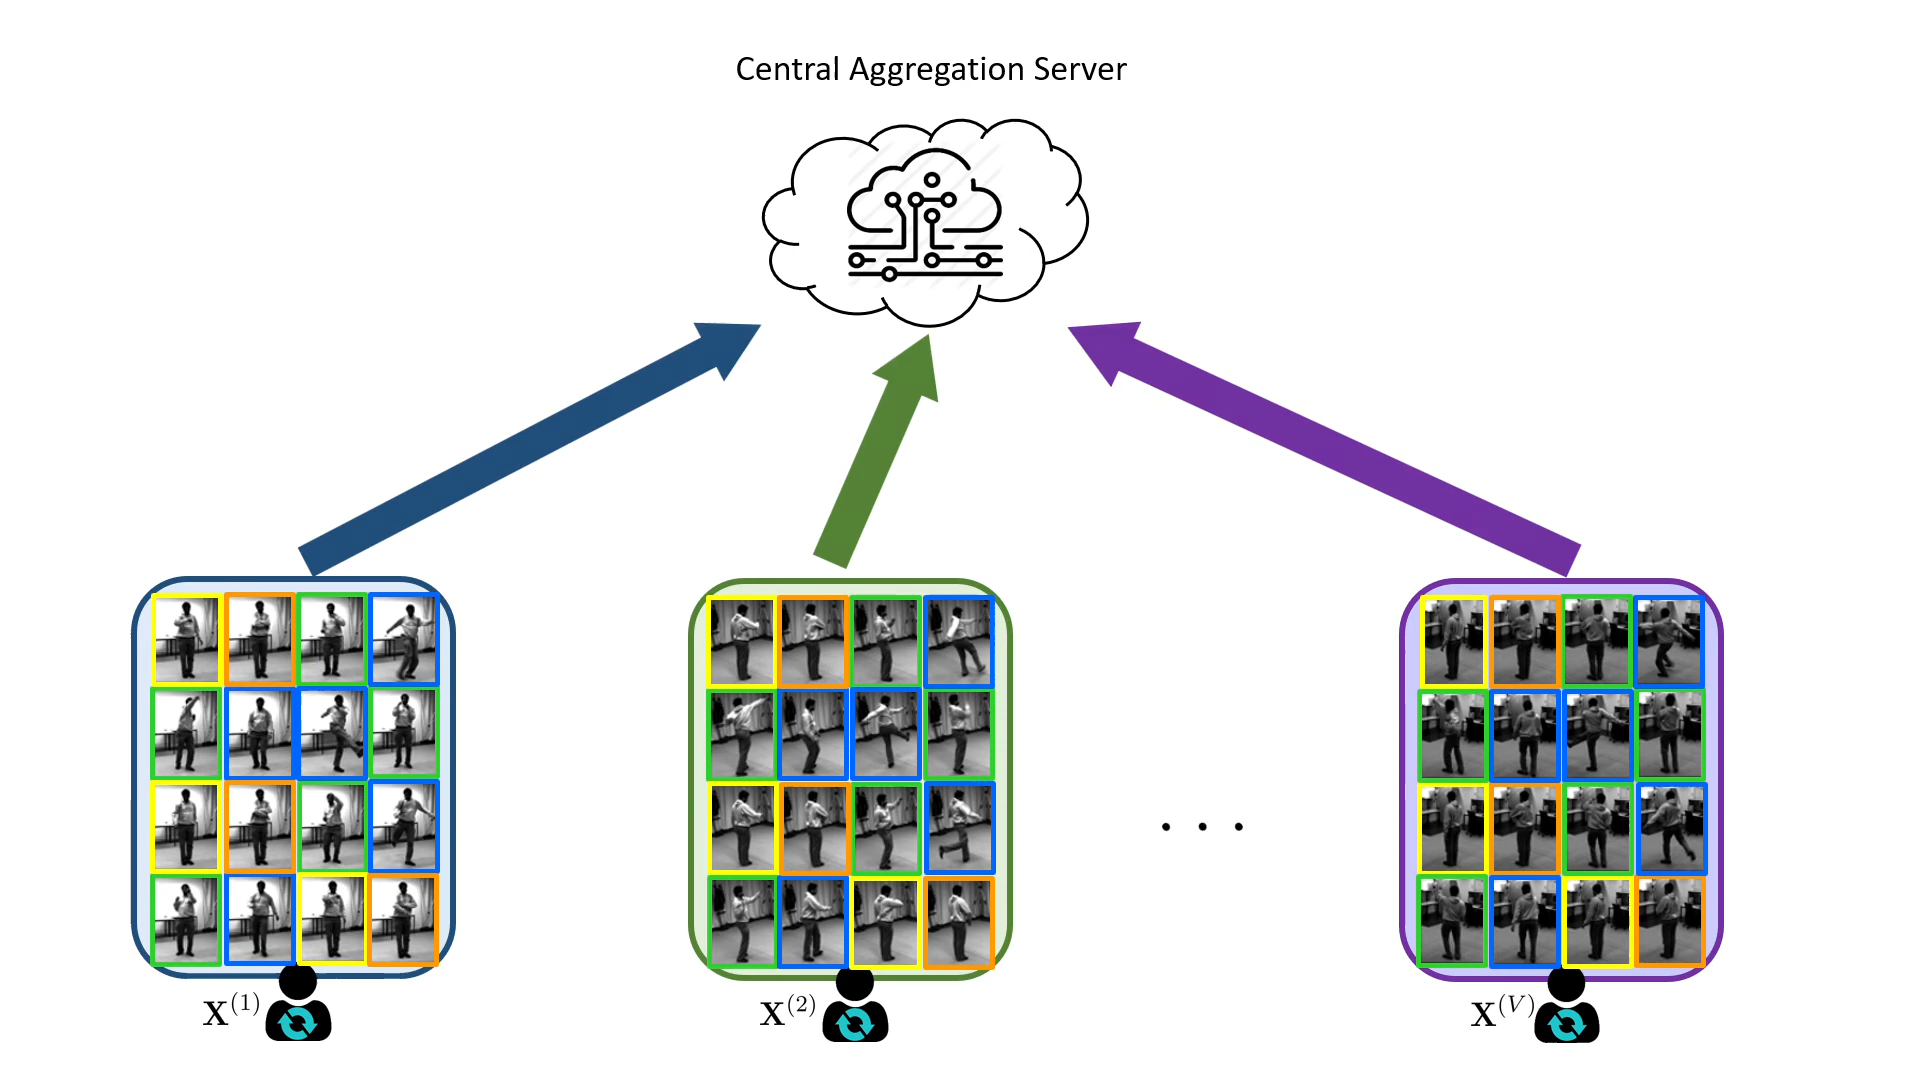 Central Aggregation Server
. . .
X^(1)
X^(2)
X^(V)